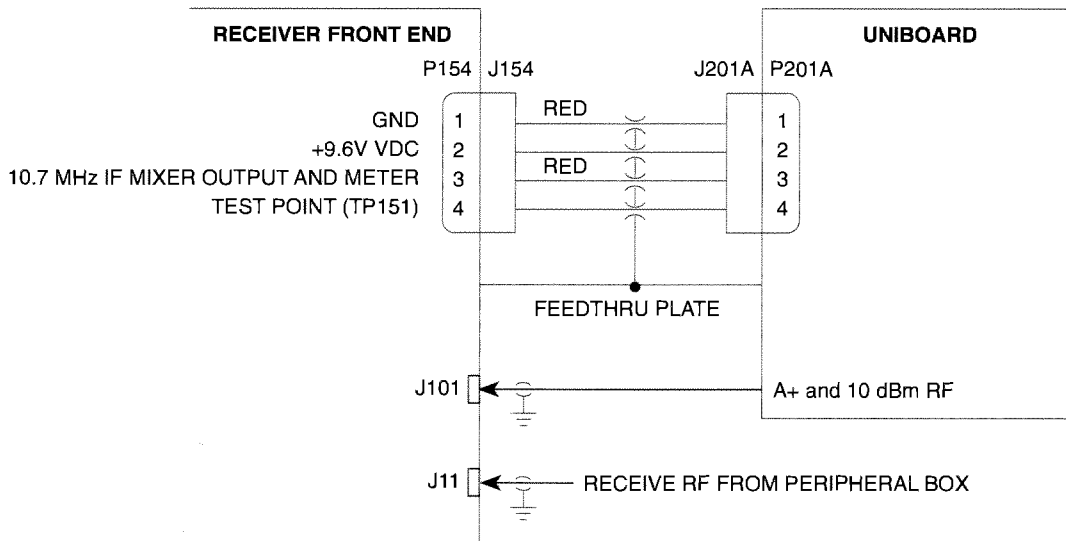 RECEIVER FRONT END
UNIBOARD
P154 J154
J201A P201A
GND 1 RED 1
+9.6V VDC 2 2
10.7 MHz IF MIXER OUTPUT AND METER 3 RED 3
TEST POINT (TP151) 4 4
FEEDTHRU PLATE
J101 A+ and 10 dBm RF
J11 RECEIVE RF FROM PERIPHERAL BOX